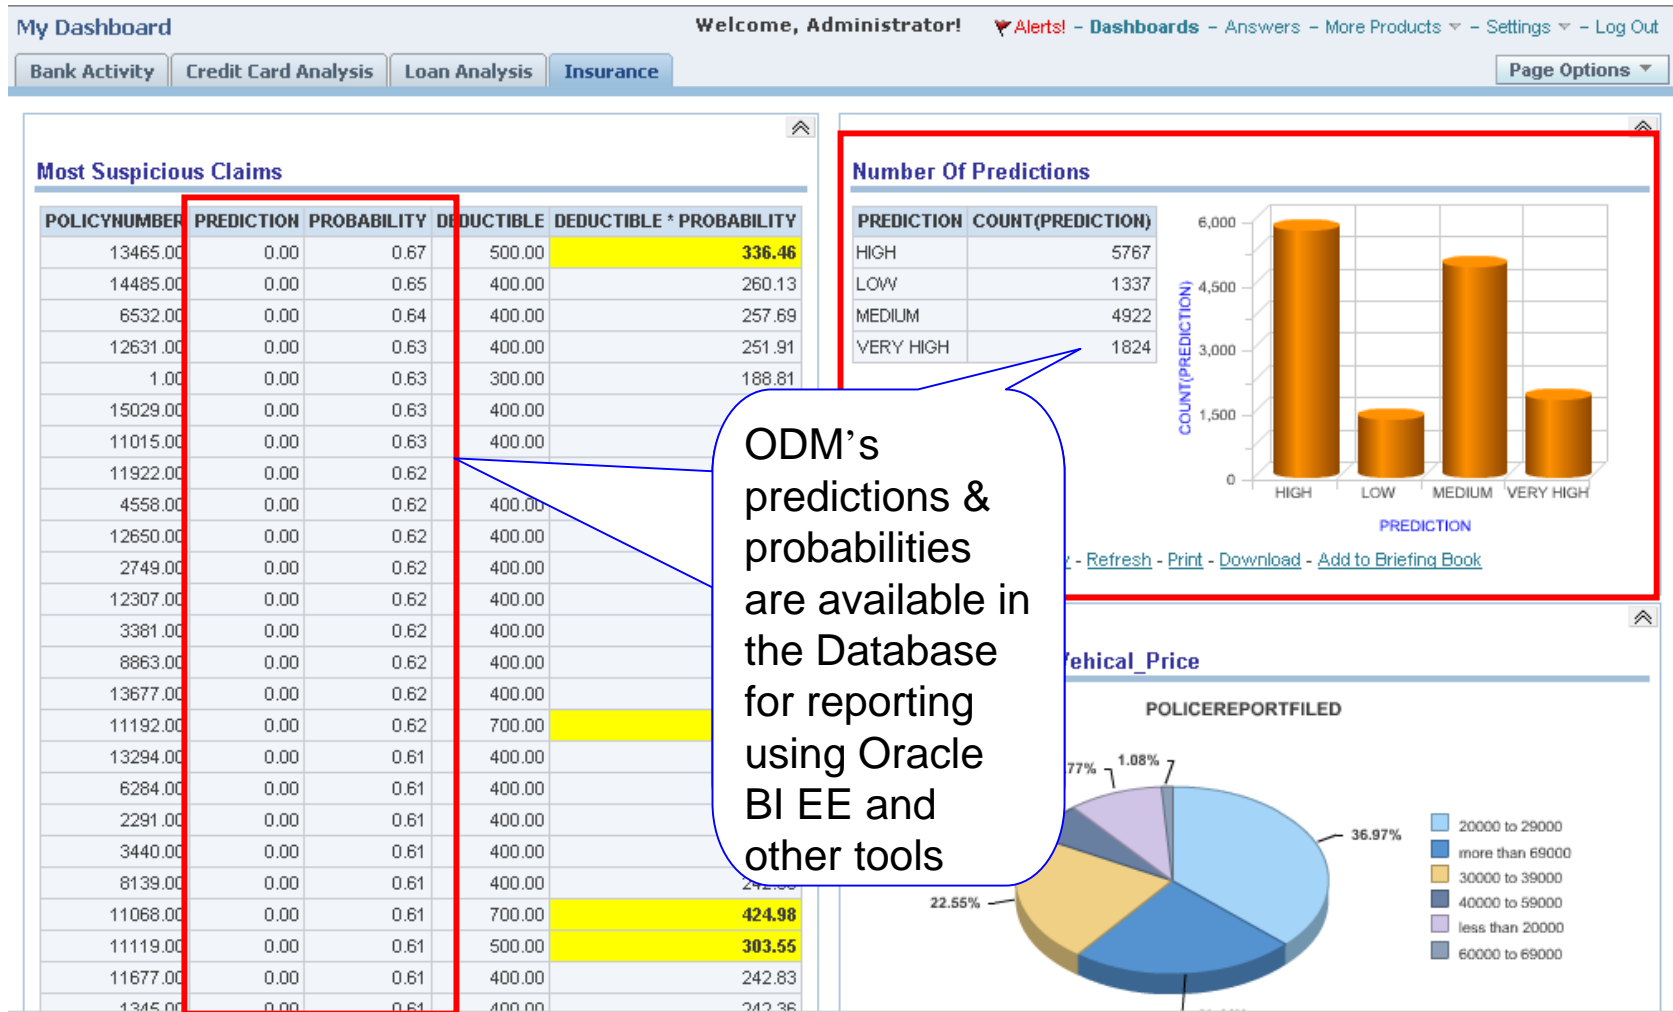 My Dashboard
Welcome, Administrator! Alerts! - Dashboards - Answers - More Products - Settings - Log Out
Bank Activity Credit Card Analysis Loan Analysis Insurance Page Options
Most Suspicious Claims
POLICYNUMBER PREDICTION PROBABILITY DEDUCTIBLE DEDUCTIBLE * PROBABILITY
13465.00 0.00 0.67 500.00 336.46
14485.00 0.00 0.65 400.00 260.13
6532.00 0.00 0.64 400.00 257.69
12631.00 0.00 0.63 400.00 251.91
1.00 0.00 0.63 300.00 188.81
15029.00 0.00 0.63 400.00
11015.00 0.00 0.63 400.00
11922.00 0.00 0.62
4558.00 0.00 0.62 400.00
12650.00 0.00 0.62 400.00
2749.00 0.00 0.62 400.00
12307.00 0.00 0.62 400.00
3381.00 0.00 0.62 400.00
8863.00 0.00 0.62 400.00
13677.00 0.00 0.62 400.00
11192.00 0.00 0.62 700.00
13294.00 0.00 0.61 400.00
6284.00 0.00 0.61 400.00
2291.00 0.00 0.61 400.00
3440.00 0.00 0.61 400.00
8139.00 0.00 0.61 400.00
11068.00 0.00 0.61 700.00 424.98
11119.00 0.00 0.61 500.00 303.55
11677.00 0.00 0.61 400.00 242.83
1345.00 0.00 0.61 400.00 242.36
ODM's
predictions &
probabilities
are available in
the Database
for reporting
using Oracle
BI EE and
other tools
Number Of Predictions
PREDICTION COUNT(PREDICTION)
HIGH 5767
LOW 1337
MEDIUM 4922
VERY HIGH 1824
COUNT(PREDICTION)
6,000
4,500
3,000
1,500
0
HIGH LOW MEDIUM VERY HIGH
PREDICTION
- Refresh - Print - Download - Add to Briefing Book
Vehical_Price
POLICEREPORTFILED
.77% 1.08%
36.97%
22.55%
20000 to 29000
more than 69000
30000 to 39000
40000 to 59000
less than 20000
60000 to 69000